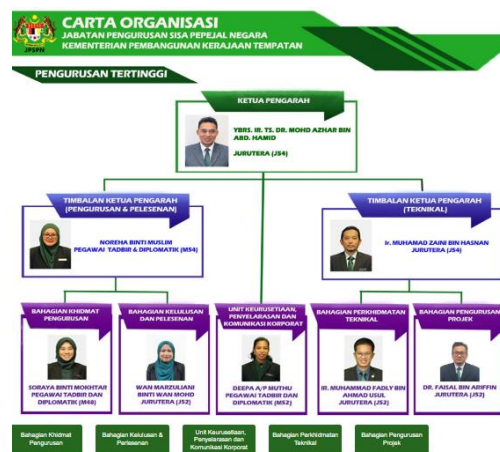 CARTA ORGANISASI
JABATAN PENGURUSAN SISA PEPEJAL NEGARA
KEMENTERIAN PEMBANGUNAN KERAJAAN TEMPATAN
JPSPN
PENGURUSAN TERTINGGI
KETUA PENGARAH
YBRS. IR. TS. DR. MOHD AZHAR BIN
ABD. HAMID
JURUTERA (J54)
TIMBALAN KETUA PENGARAH
(PENGURUSAN & PELESENAN)
NOREHA BINTI MUSLIM
PEGAWAI TADBIR & DIPLOMATIK (M54)
TIMBALAN KETUA PENGARAH
(TEKNIKAL)
Ir. MUHAMAD ZAINI BIN HASNAN
JURUTERA (J54)
BAHAGIAN KHIDMAT
PENGURUSAN
SORAYA BINTI MOKHTAR
PEGAWAI TADBIR DAN
DIPLOMATIK (M40)
BAHAGIAN KELULUSAN
DAN PELESENAN
WAN MARZULIANI
BINTI WAN MOHD
JURUTERA (J52)
UNIT KEURUSETIAAN,
PENYELARASAN DAN
KOMUNIKASI KORPORAT
DEEPA A/P MUTHU
PEGAWAI TADBIR DAN
DIPLOMATIK (M52)
BAHAGIAN PERKHIDMATAN
TEKNIKAL
IR. MUHAMMAD FADLY BIN
AHMAD USUL
JURUTERA (J52)
BAHAGIAN PENGURUSAN
PROJEK
DR. FAISAL BIN ARIFFIN
JURUTERA (J52)
Bahagian Khidmat
Pengurusan
Bahagian Kelulusan &
Perlesenan
Unit Keurusetiaan,
Penyelarasan dan
Komunikasi Korporat
Bahagian Perkhidmatan
Teknikal
Bahagian Pengurusan
Projek